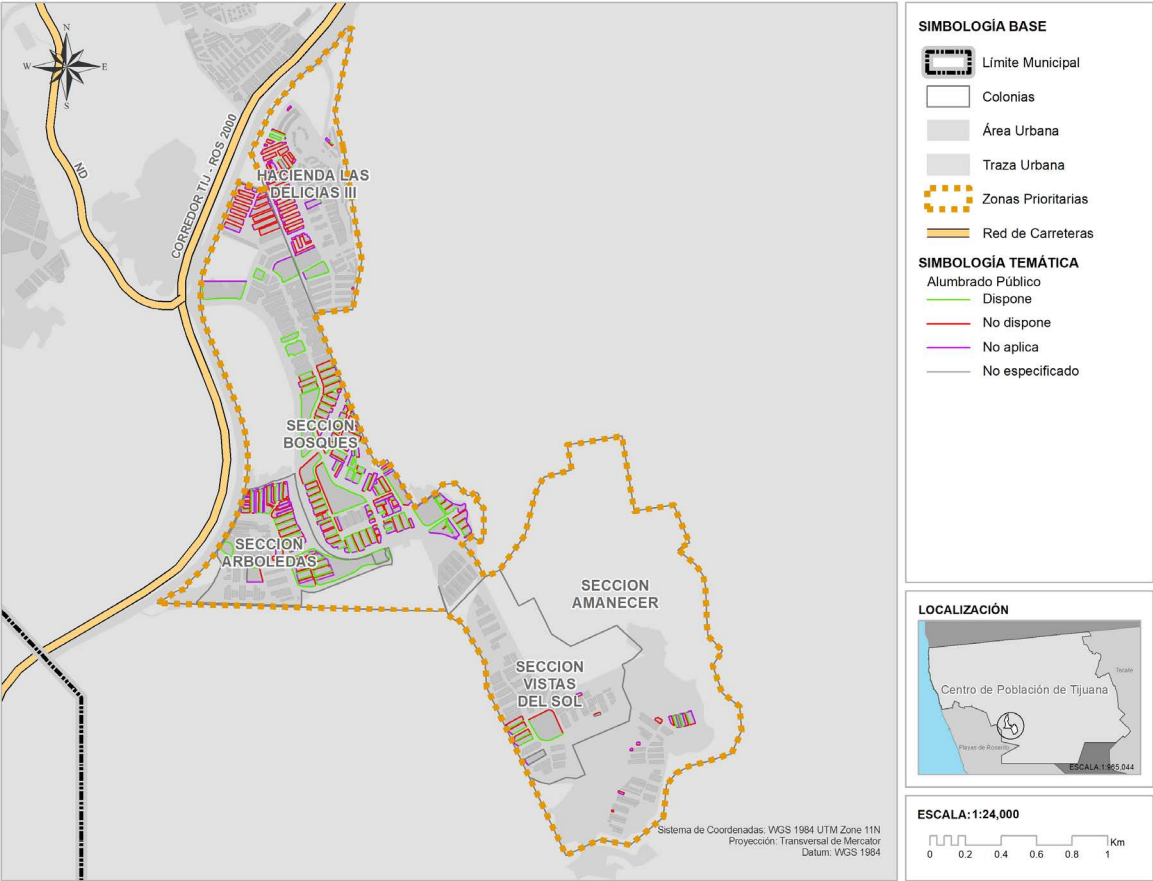 N
W
E
S
ND
CORREDOR TIJ - ROS 2000
HACIENDA LAS
DELICIAS III
SECCION
BOSQUES
SECCION
ARBOLEDAS
SECCION
AMANECER
SECCION
VISTAS
DEL SOL
Sistema de Coordenadas: WGS 1984 UTM Zone 11N
Proyección: Transversal de Mercator
Datum: WGS 1984
SIMBOLOGÍA BASE
Límite Municipal
Colonias
Área Urbana
Traza Urbana
Zonas Prioritarias
Red de Carreteras
SIMBOLOGÍA TEMÁTICA
Alumbrado Público
Dispone
No dispone
No aplica
No especificado
LOCALIZACIÓN
Tecate
Centro de Población de Tijuana
Playas de Rosarito
ESCALA:1:965,044
ESCALA: 1:24,000
Km
0 0.2 0.4 0.6 0.8 1